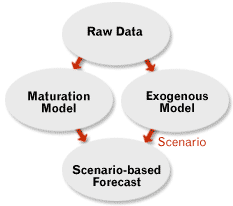 Raw Data
Maturation
Model
Exogenous
Model
Scenario
Scenario-based
Forecast